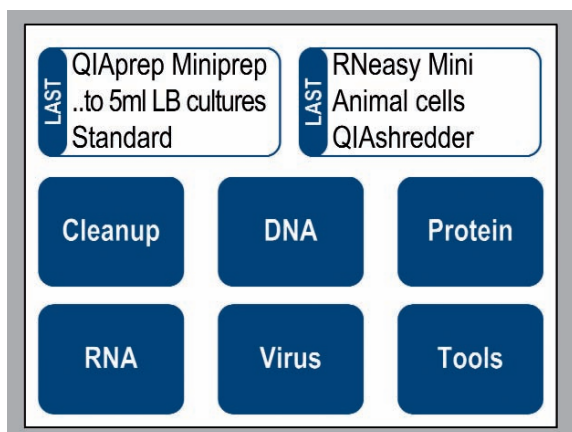 LAST
QIAprep Miniprep
..to 5ml LB cultures
Standard
LAST
RNeasy Mini
Animal cells
QIAshredder
Cleanup
DNA
Protein
RNA
Virus
Tools